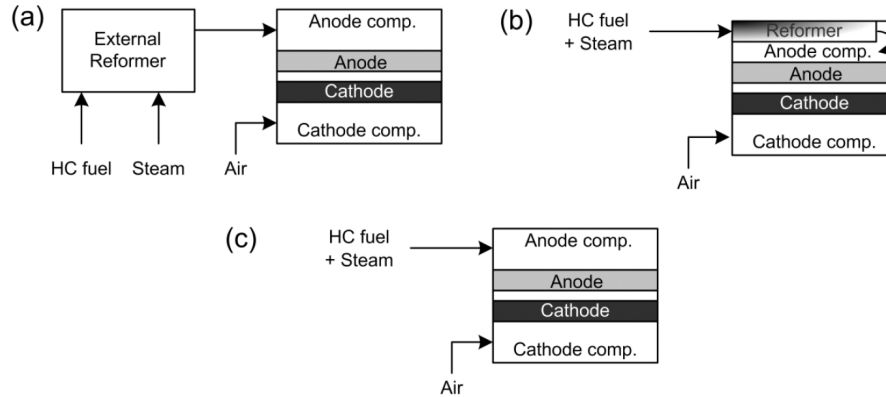 (a)
External
Reformer
HC fuel
Steam
Air
Anode comp.
Anode
Cathode
Cathode comp.
(b)
HC fuel
+ Steam
Reformer
Anode comp.
Anode
Cathode
Cathode comp.
Air
(c)
HC fuel
+ Steam
Anode comp.
Anode
Cathode
Cathode comp.
Air